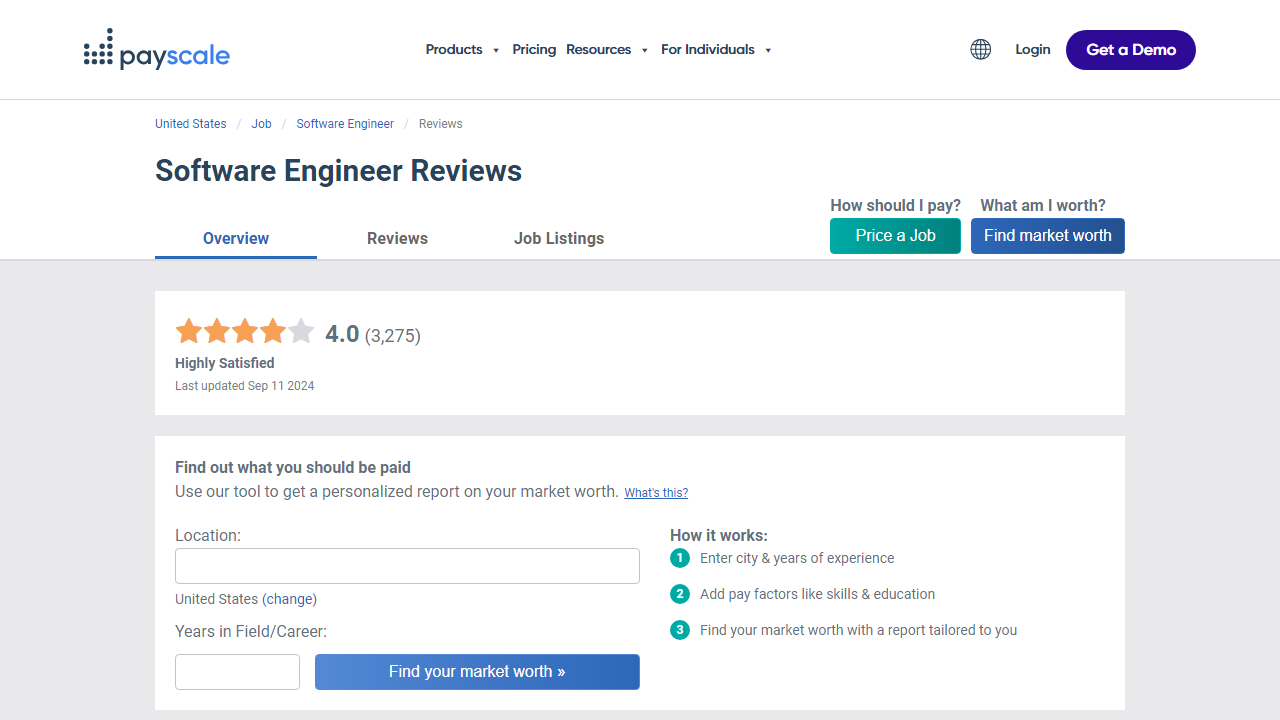 payscale
Products ▾ Pricing Resources ▾ For Individuals ▾
Login
Get a Demo
United States / Job / Software Engineer / Reviews
Software Engineer Reviews
How should I pay?
What am I worth?
Overview
Reviews
Job Listings
Price a Job
Find market worth
4.0 (3,275)
Highly Satisfied
Last updated Sep 11 2024
Find out what you should be paid
Use our tool to get a personalized report on your market worth. What's this?
Location:
United States (change)
Years in Field/Career:
Find your market worth »
How it works:
1 Enter city & years of experience
2 Add pay factors like skills & education
3 Find your market worth with a report tailored to you